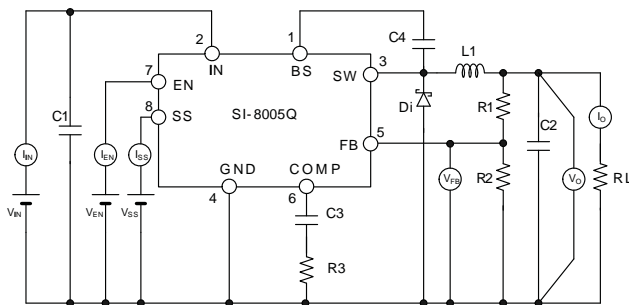 1
2
C4
IN
BS
3
L1
7
EN
SW
C1
SI-8005Q
Di
R1
IO
8
SS
5
C2
FB
IIN
IEN
ISS
GND
COMP
VFB
R2
VO
RL
4
6
VIN
VEN
VSS
C3
R3